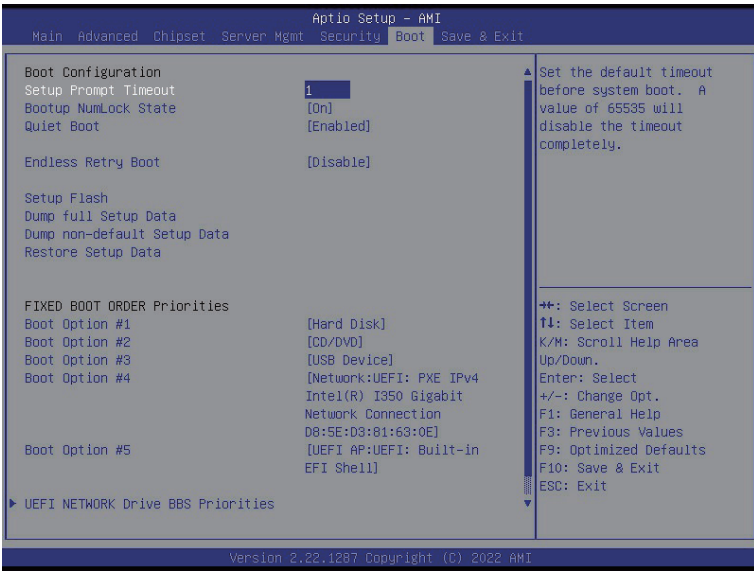 Aptio Setup – AMI
Main Advanced Chipset Server Mgmt Security Boot Save & Exit
Boot Configuration
Setup Prompt Timeout 1
Bootup NumLock State [On]
Quiet Boot [Enabled]
Endless Retry Boot [Disable]
Setup Flash
Dump full Setup Data
Dump non-default Setup Data
Restore Setup Data
FIXED BOOT ORDER Priorities
Boot Option #1 [Hard Disk]
Boot Option #2 [CD/DVD]
Boot Option #3 [USB Device]
Boot Option #4 [Network:UEFI: PXE IPv4
Intel(R) I350 Gigabit
Network Connection
D8:5E:D3:81:63:0E]
Boot Option #5 [UEFI AP:UEFI: Built-in
EFI Shell]
UEFI NETWORK Drive BBS Priorities
Set the default timeout
before system boot. A
value of 65535 will
disable the timeout
completely.
→←: Select Screen
↑↓: Select Item
K/M: Scroll Help Area
Up/Down.
Enter: Select
+/-: Change Opt.
F1: General Help
F3: Previous Values
F9: Optimized Defaults
F10: Save & Exit
ESC: Exit
Version 2.22.1287 Copyright (C) 2022 AMI